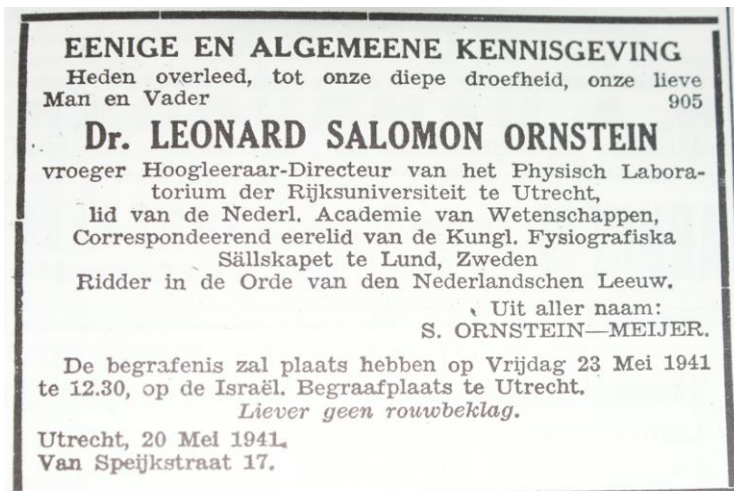 EENIGE EN ALGEMEENE KENNISGEVING
Heden overleed, tot onze diepe droefheid, onze lieve
Man en Vader 905
Dr. LEONARD SALOMON ORNSTEIN
vroeger Hoogleeraar-Directeur van het Physisch Labora-
torium der Rijksuniversiteit te Utrecht,
lid van de Nederl. Academie van Wetenschappen,
Correspondeerend eerelid van de Kungl. Fysiografiska
Sällskapet te Lund, Zweden
Ridder in de Orde van den Nederlandschen Leeuw.
Uit aller naam:
S. ORNSTEIN—MEIJER.
De begrafenis zal plaats hebben op Vrijdag 23 Mei 1941
te 12.30, op de Israël. Begraafplaats te Utrecht.
Liever geen rouwbeklag.
Utrecht, 20 Mei 1941.
Van Speijkstraat 17.